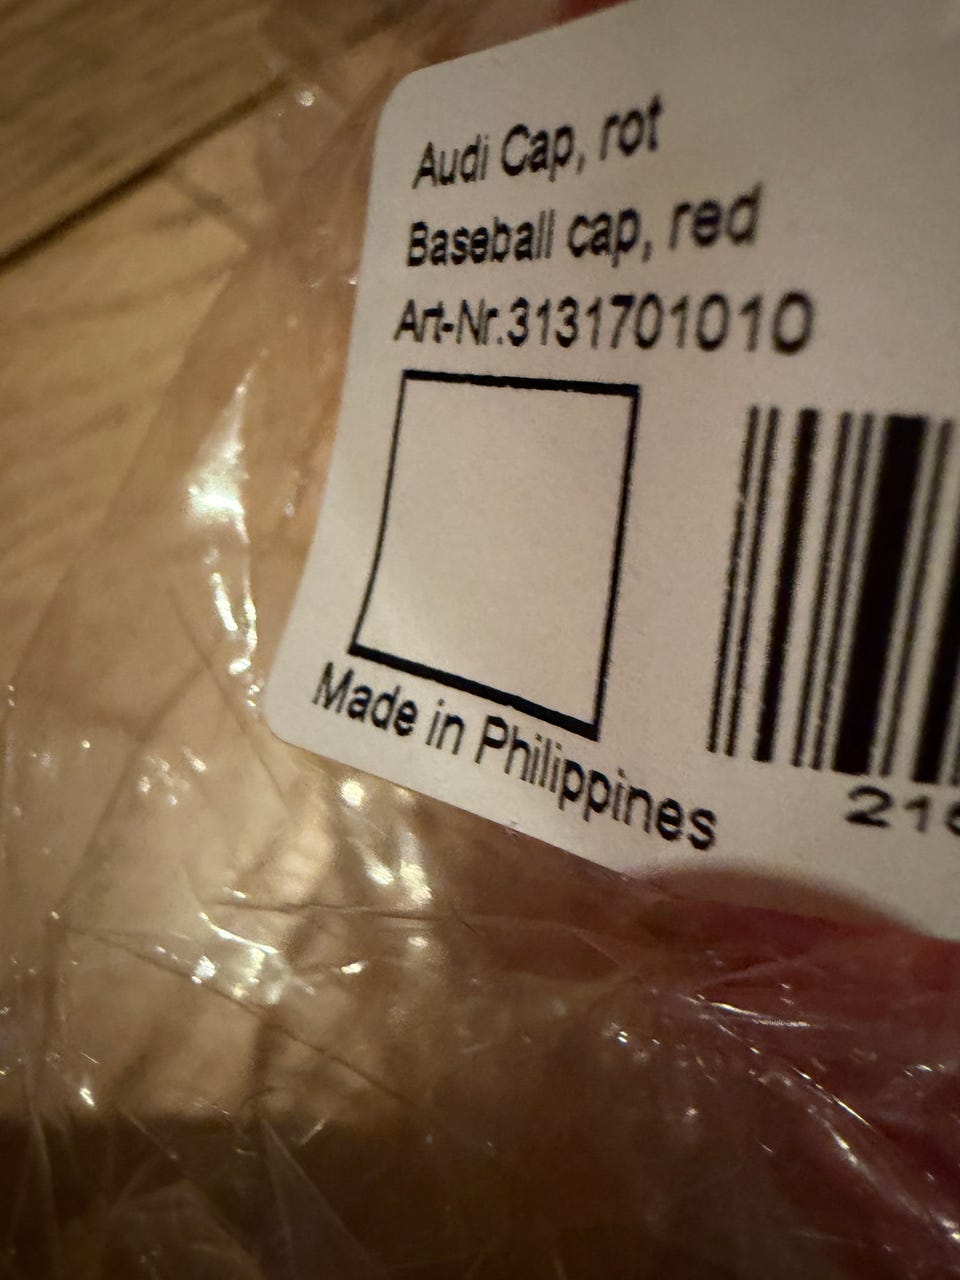 Audi Cap, rot
Baseball cap, red
Art-Nr.3131701010
Made in Philippines